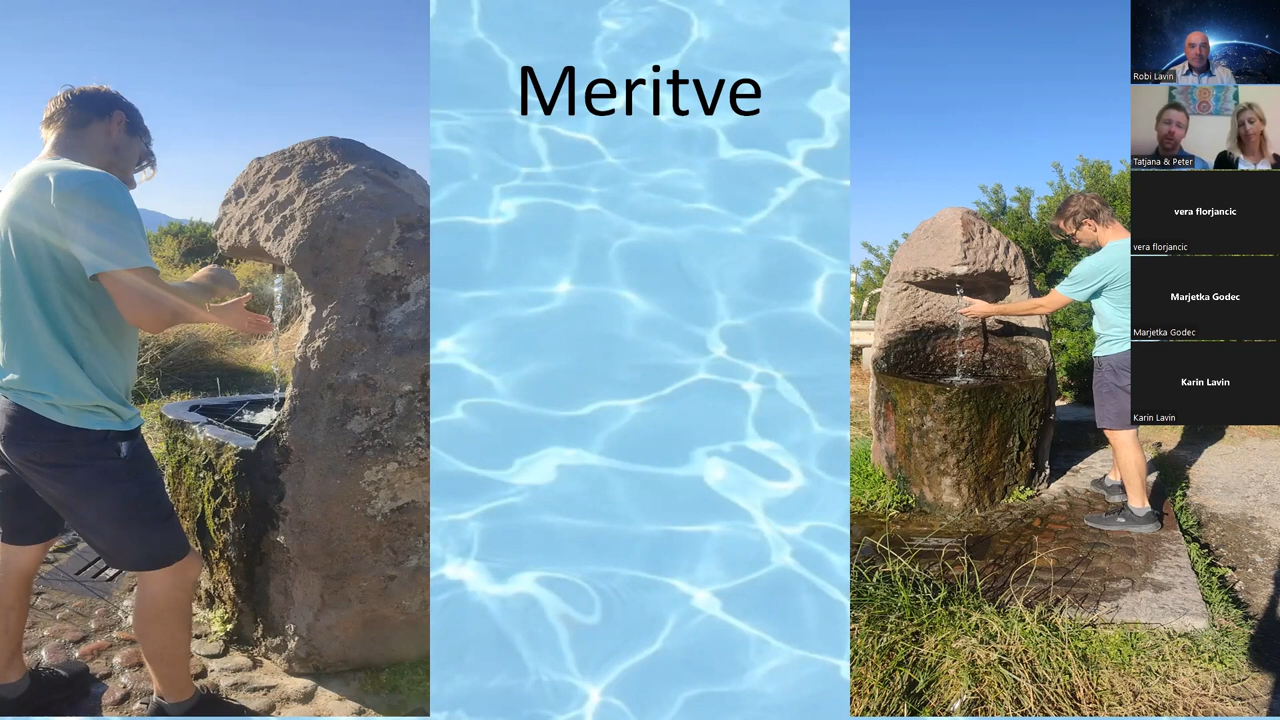 Meritve
Robi Lavin
Tatjana & Peter
vera florjancic
vera florjancic
Marjetka Godec
Marjetka Godec
Karin Lavin
Karin Lavin